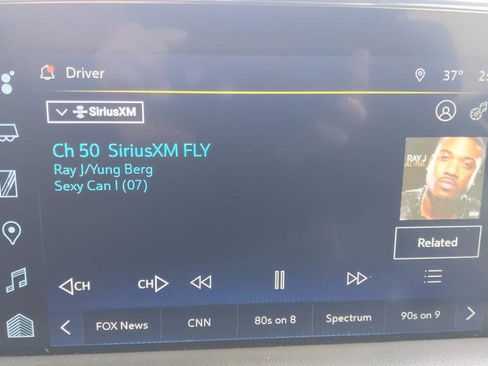 Driver
37°
2:
SiriusXM
Ch 50 SiriusXM FLY
Ray J/Yung Berg
Sexy Can I (07)
RAY J
Related
CH
CH
FOX News
CNN
80s on 8
Spectrum
90s on 9